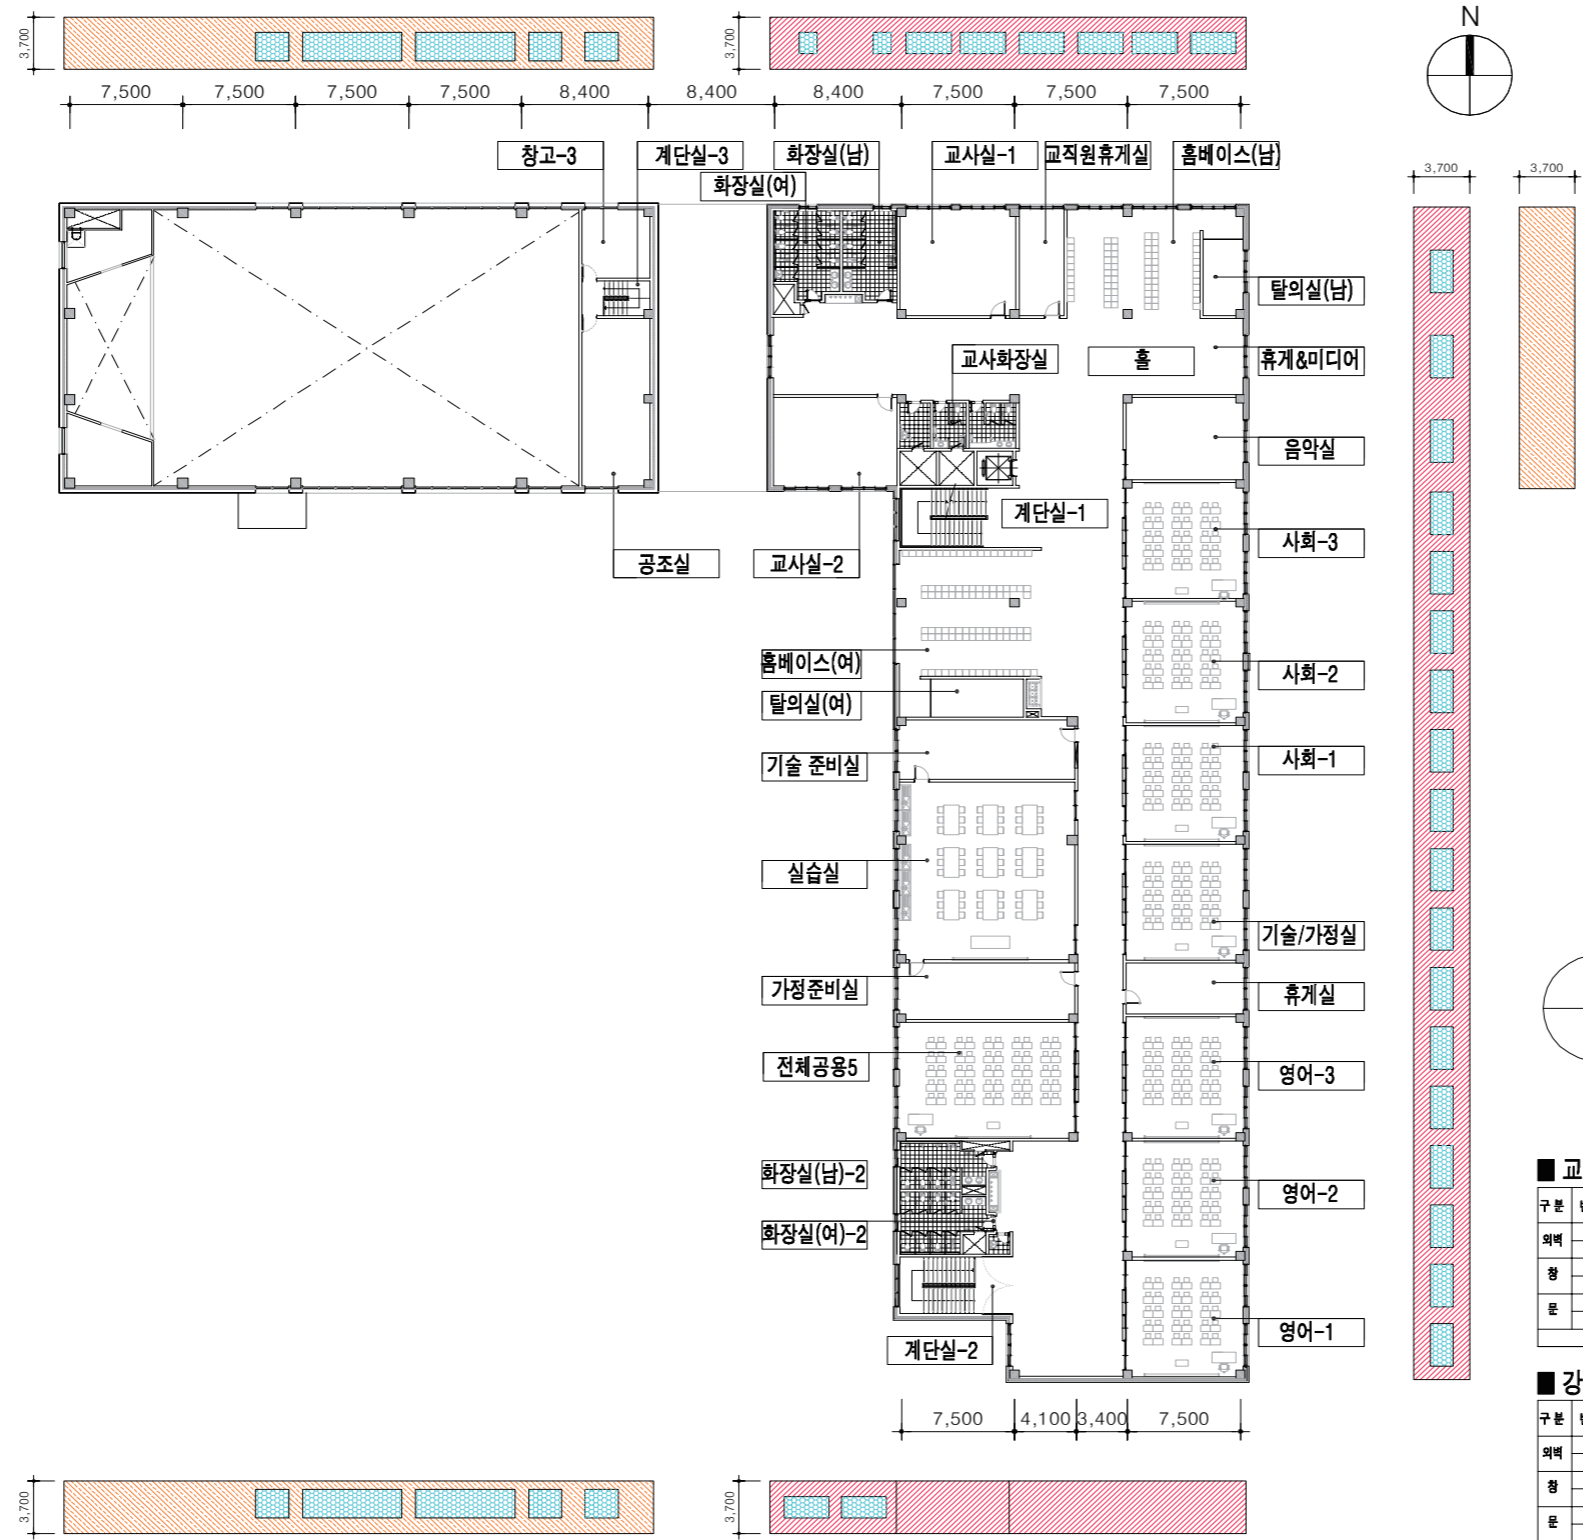 N
3,700
3,700
7,500 7,500 7,500 7,500 8,400 8,400 8,400 7,500 7,500 7,500
3,700 3,700
창고-3 계단실-3 화장실(남) 교사실-1 교직원휴게실 홈베이스(남)
화장실(여)
탈의실(남)
교사화장실 홀 휴게&미디어
음악실
계단실-1
사회-3
공조실 교사실-2
홈베이스(여)
사회-2
탈의실(여)
기술 준비실 사회-1
실습실
기술/가정실
가정준비실 휴게실
전체공용5 영어-3
화장실(남)-2
영어-2
화장실(여)-2
영어-1
계단실-2
7,500 4,100 3,400 7,500
3,700
3,700
■ 교
구분
외벽
창
문
■ 강
구분
외벽
창
문